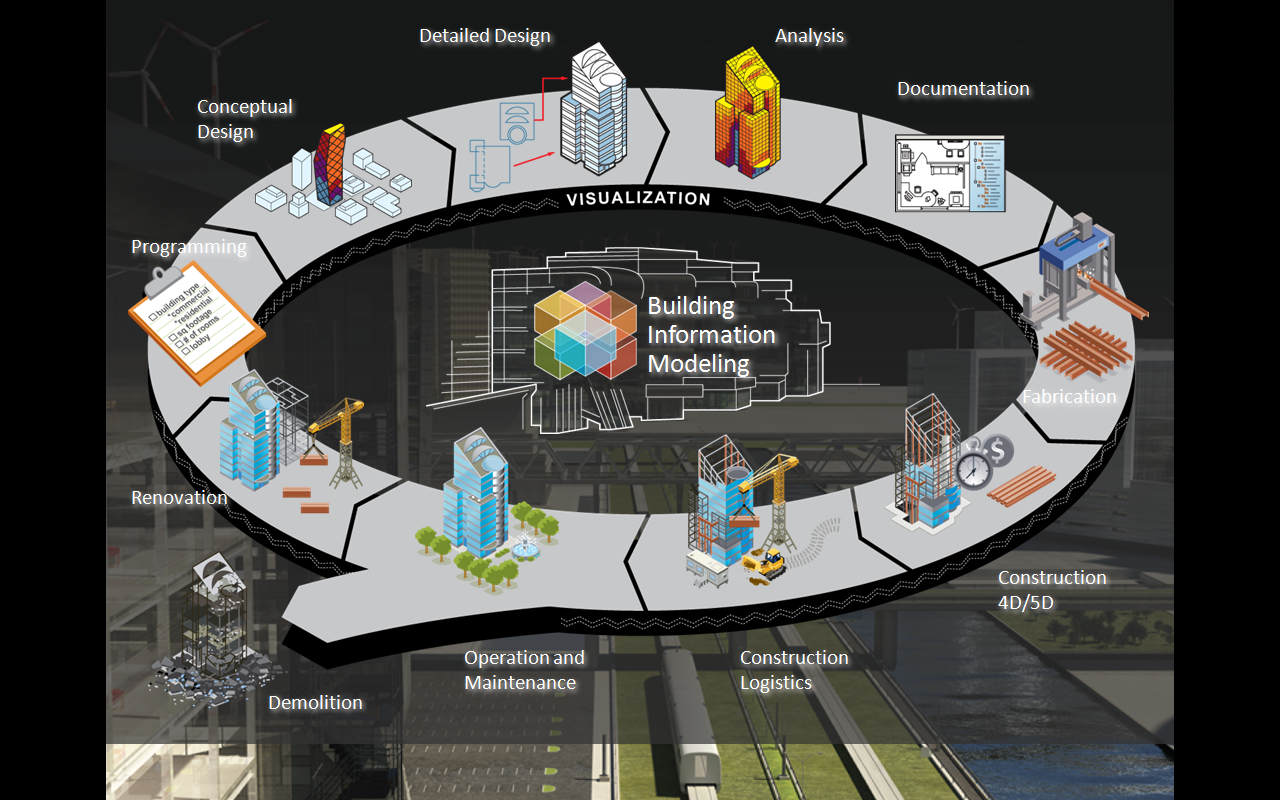 Detailed Design
Analysis
Documentation
Conceptual
Design
VISUALIZATION
Programming
building type
*commercial
*residential
sq footage
# of rooms
lobby
Building
Information
Modeling
Fabrication
$
Renovation
Construction
4D/5D
Operation and
Maintenance
Construction
Logistics
Demolition